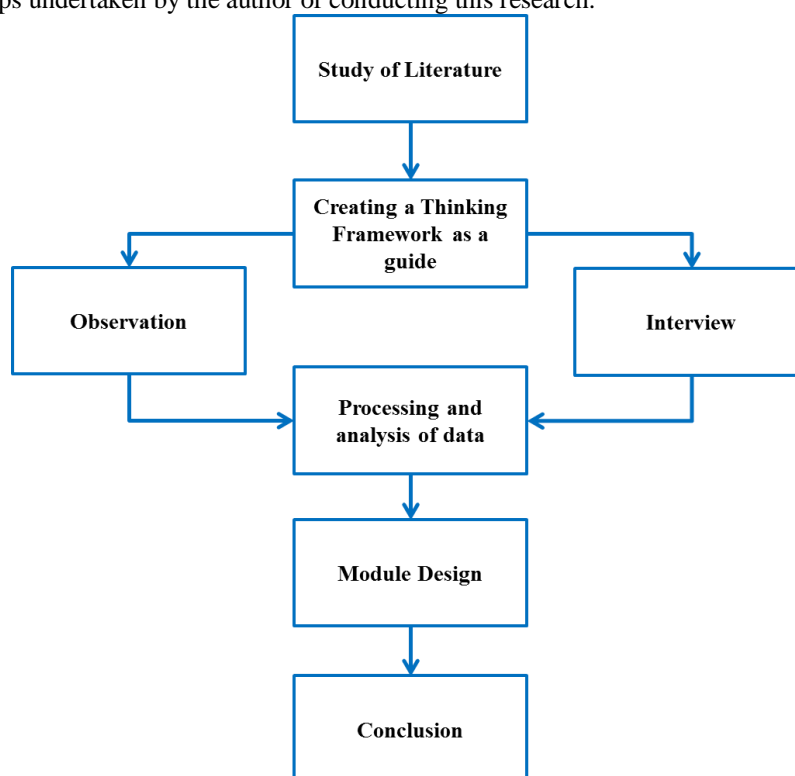 ps undertaken by the author of conducting this research.
Study of Literature
Creating a Thinking
Framework as a
guide
Observation
Interview
Processing and
analysis of data
Module Design
Conclusion